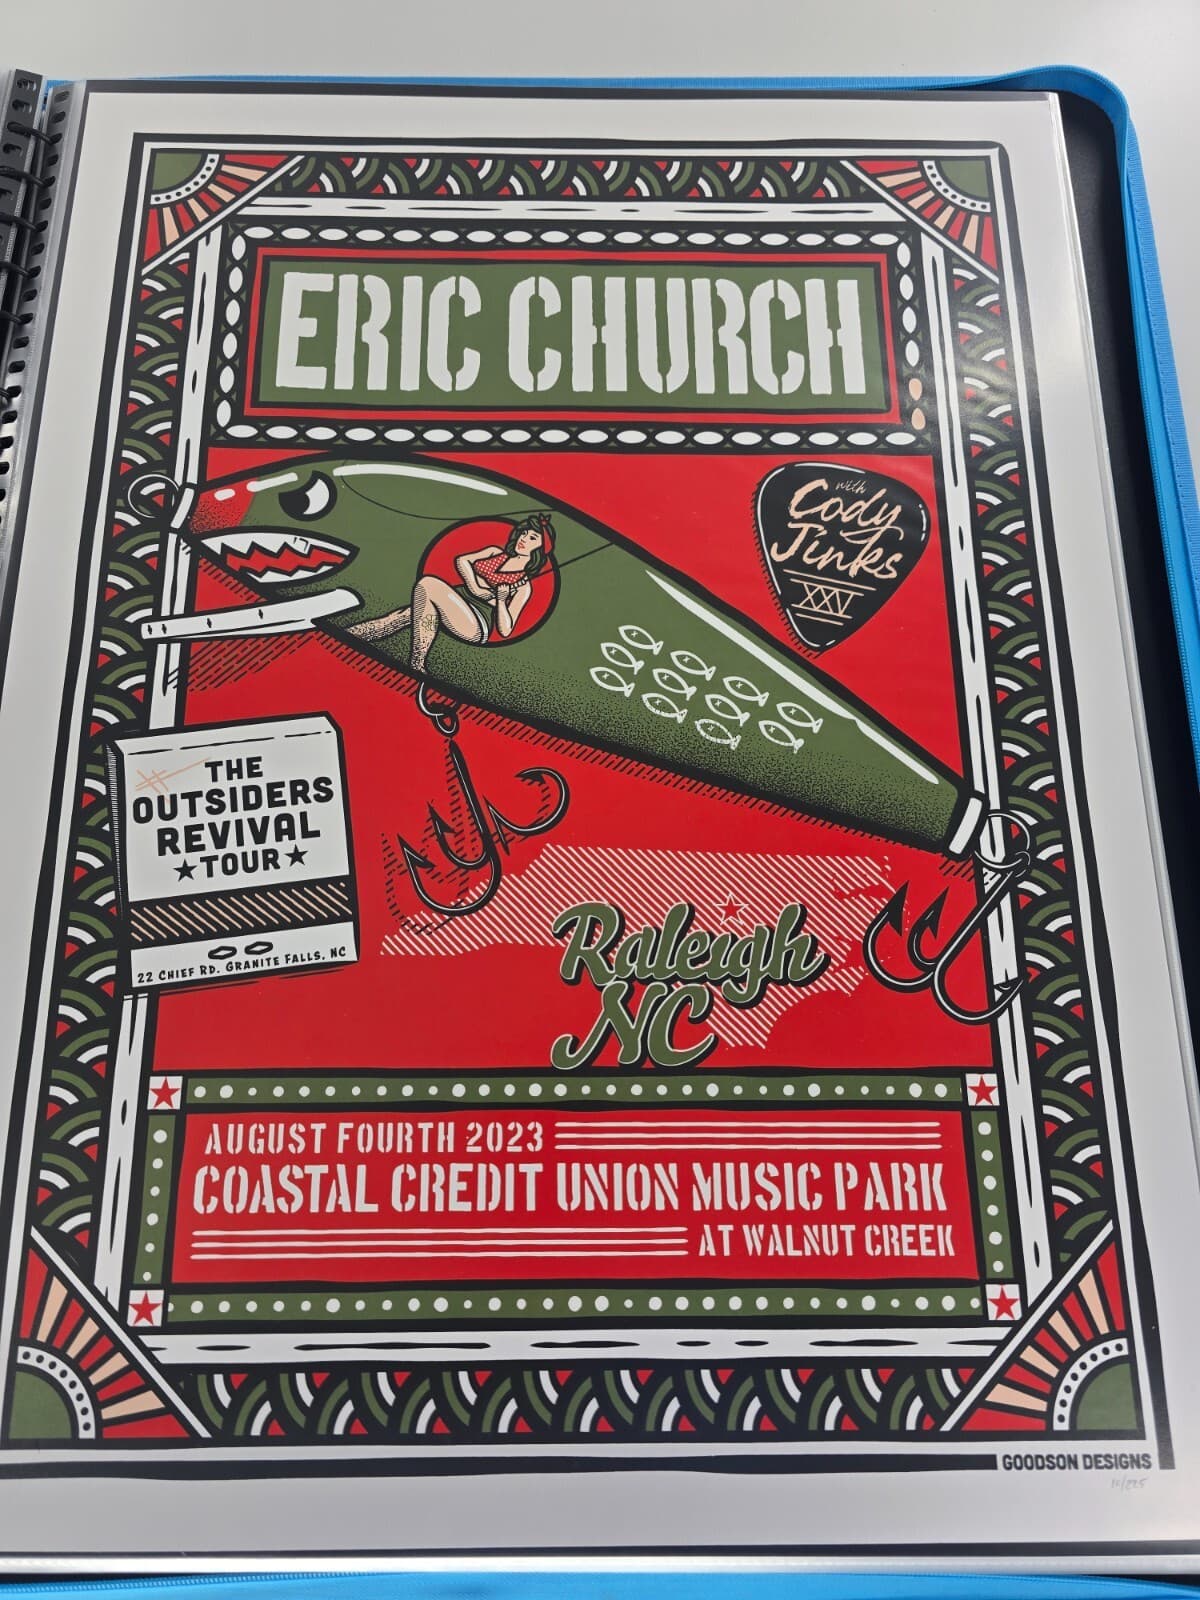 ERIC CHURCH
with
Cody
Jinks
XXV
THE
OUTSIDERS
REVIVAL
★TOUR★
22 CHIEF RD. GRANITE FALLS, NC
Raleigh
NC
AUGUST FOURTH 2023
COASTAL CREDIT UNION MUSIC PARK
AT WALNUT CREEK
GOODSON DESIGNS